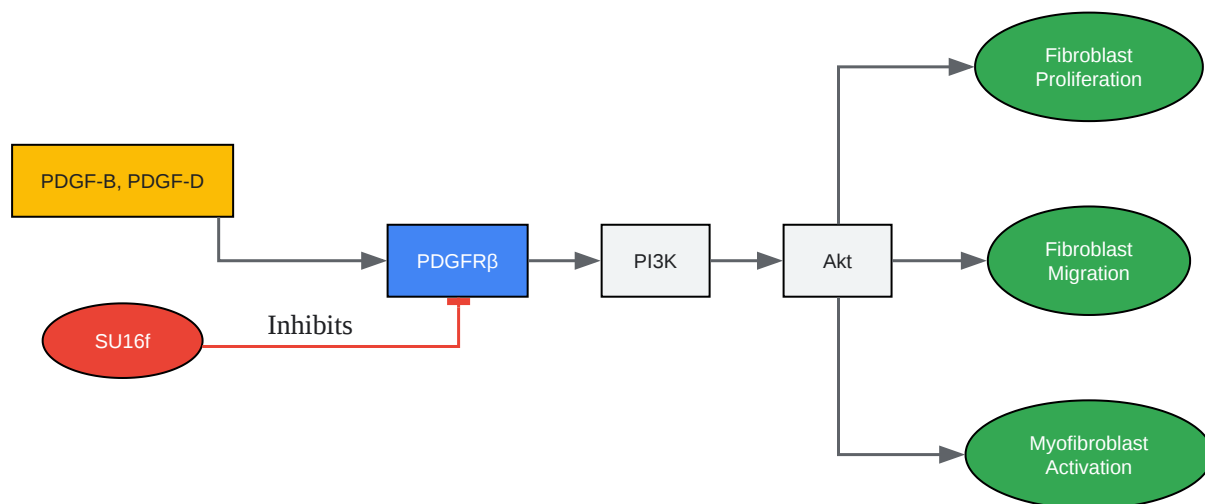 Fibroblast
Proliferation
PDGF-B, PDGF-D
PDGFRβ
PI3K
Akt
Fibroblast
Migration
Inhibits
SU16f
Myofibroblast
Activation